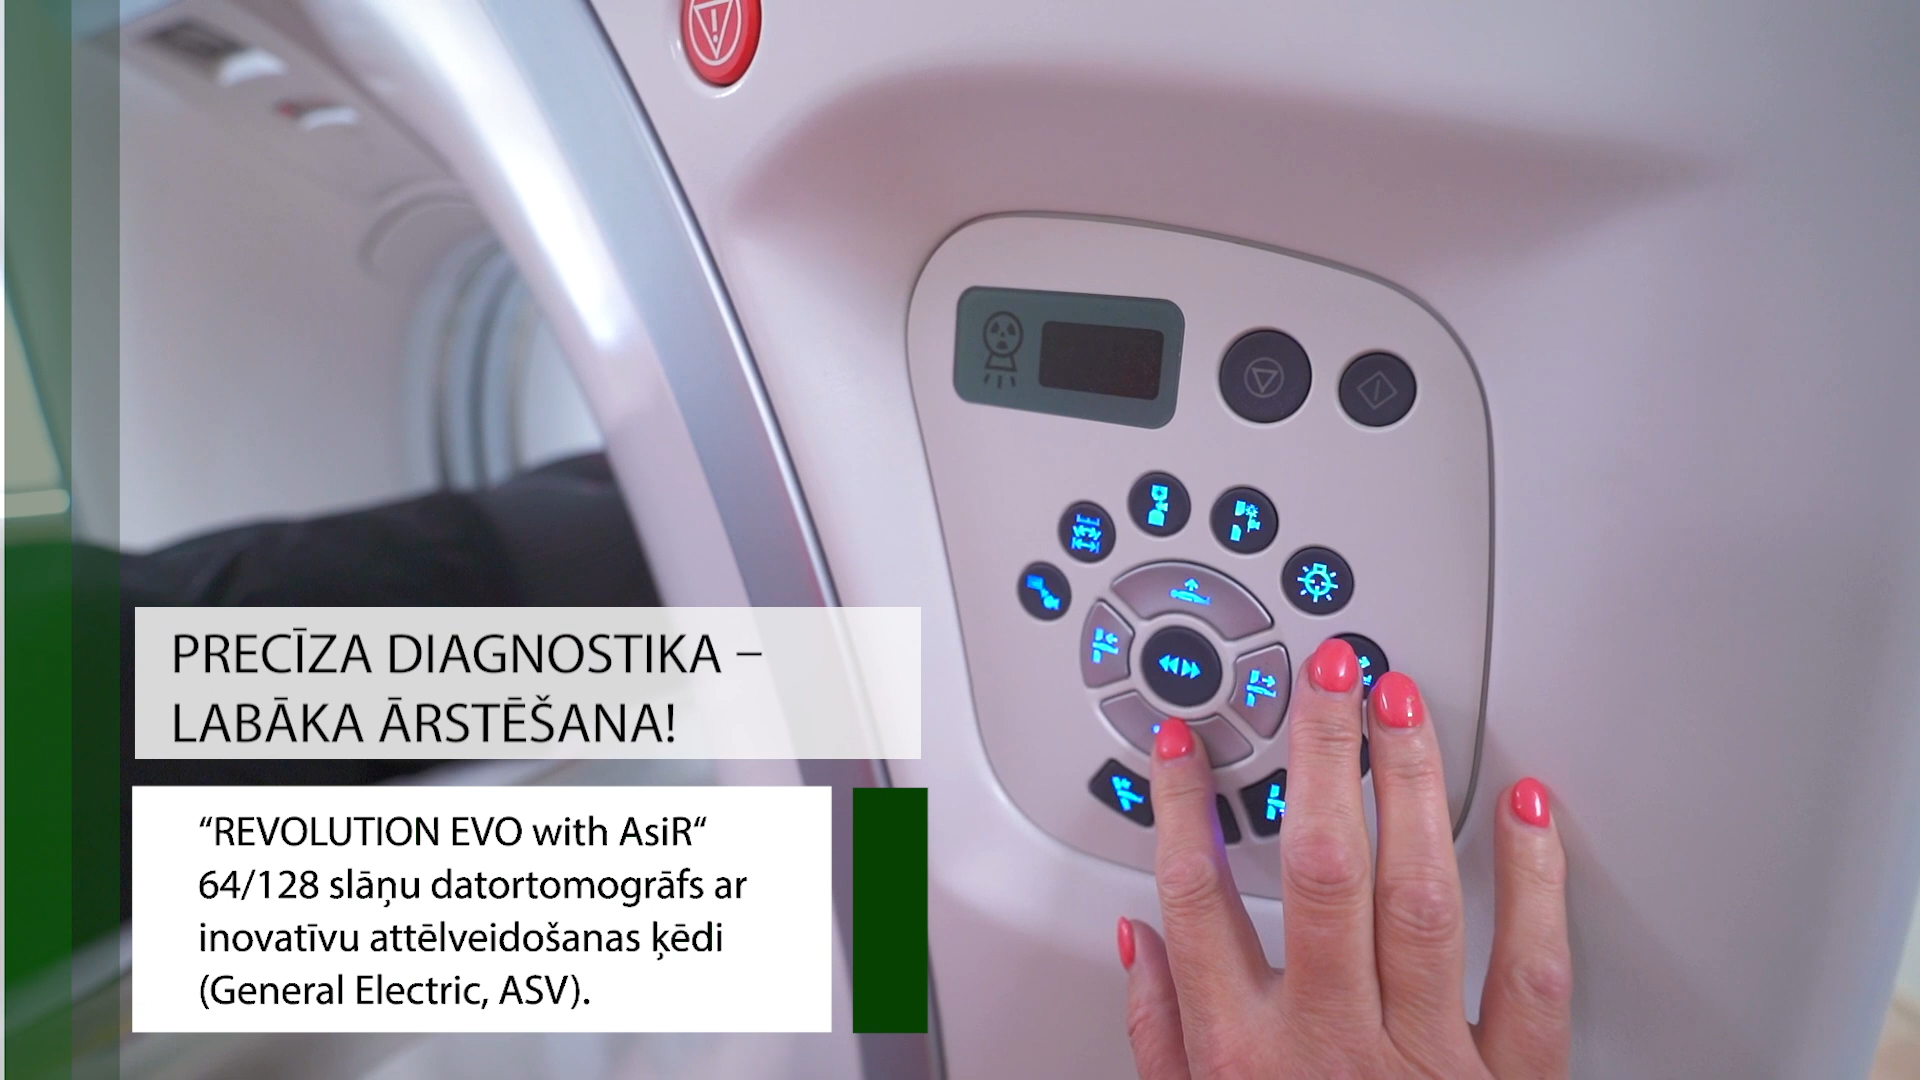 PRECĪZA DIAGNOSTIKA –
LABĀKA ĀRSTĒŠANA!
“REVOLUTION EVO with AsiR“
64/128 slāņu datortomogrāfs ar
inovatīvu attēlveidošanas ķēdi
(General Electric, ASV).